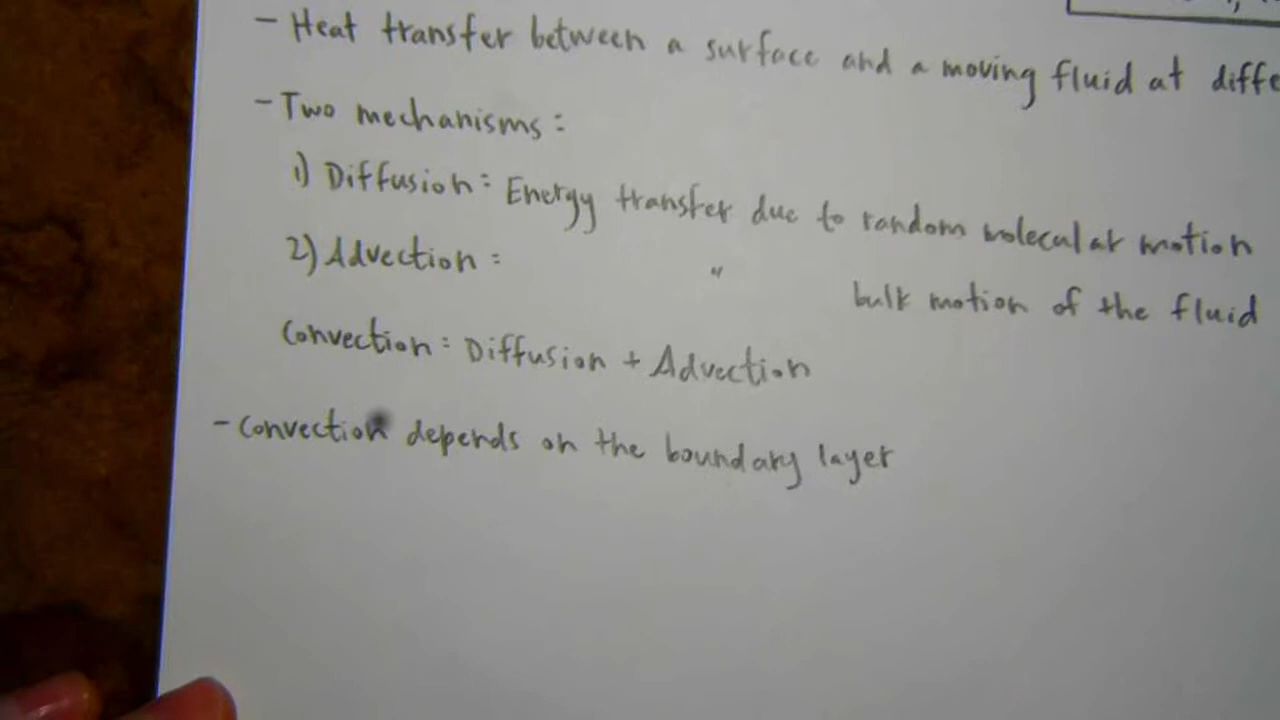 - Heat transfer between a surface and a moving fluid at diffe
- Two mechanisms:
1) Diffusion: Energy transfer due to random molecular motion
2) Advection: " bulk motion of the fluid
Convection: Diffusion + Advection
- Convection depends on the boundary layer